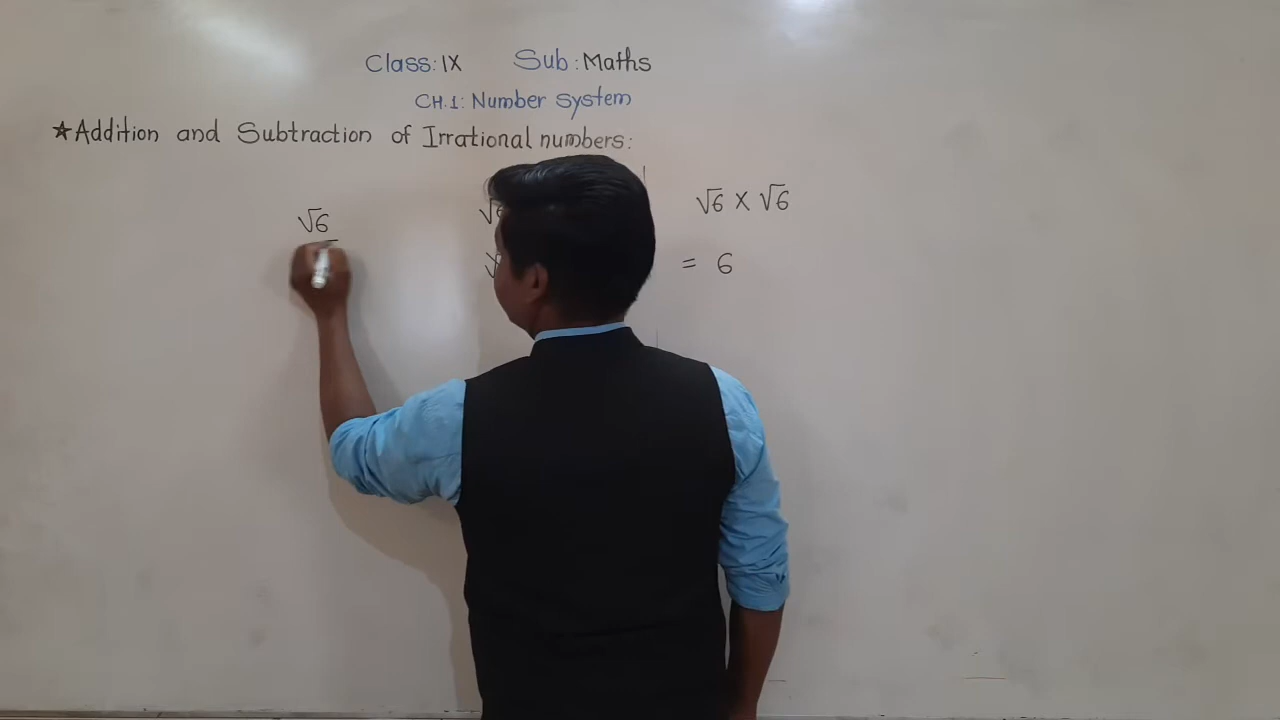 Class: IX Sub: Maths
CH.1: Number system
★Addition and Subtraction of Irrational numbers:
√6 √6 × √6
= 6